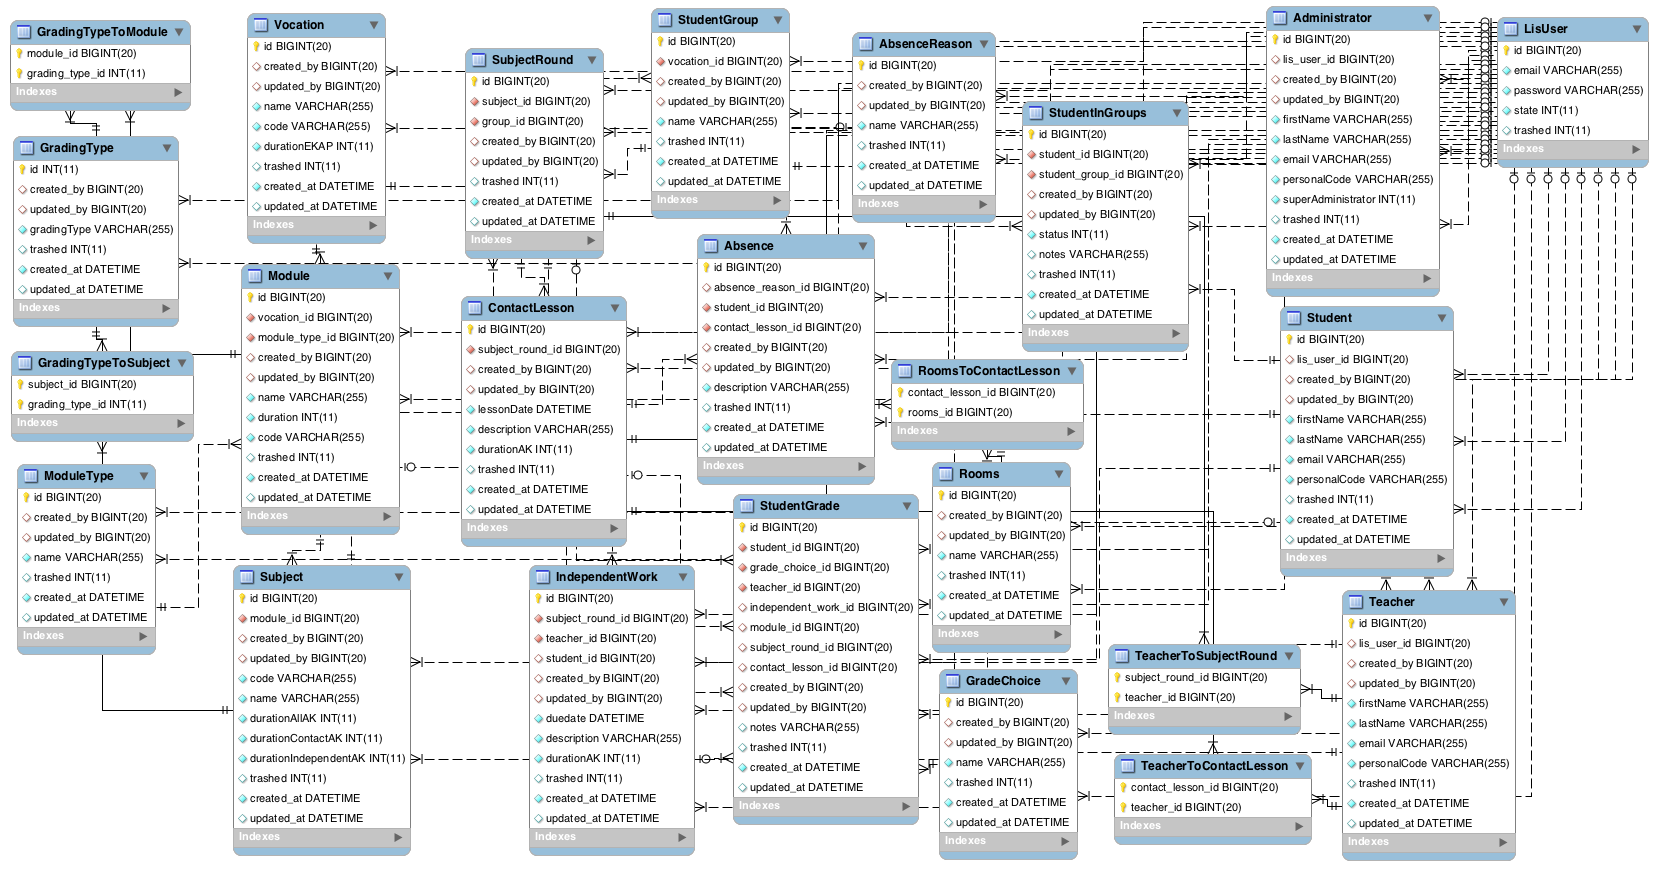 GradingTypeToModule
module_id BIGINT(20)
grading_type_id INT(11)
Indexes
GradingType
id INT(11)
created_by BIGINT(20)
updated_by BIGINT(20)
gradingType VARCHAR(255)
trashed INT(11)
created_at DATETIME
updated_at DATETIME
Indexes
GradingTypeToSubject
subject_id BIGINT(20)
grading_type_id INT(11)
Indexes
ModuleType
id BIGINT(20)
created_by BIGINT(20)
updated_by BIGINT(20)
name VARCHAR(255)
trashed INT(11)
created_at DATETIME
updated_at DATETIME
Indexes
Vocation
id BIGINT(20)
created_by BIGINT(20)
updated_by BIGINT(20)
name VARCHAR(255)
code VARCHAR(255)
durationEKAP INT(11)
trashed INT(11)
created_at DATETIME
updated_at DATETIME
Indexes
Module
id BIGINT(20)
vocation_id BIGINT(20)
module_type_id BIGINT(20)
created_by BIGINT(20)
updated_by BIGINT(20)
name VARCHAR(255)
duration INT(11)
code VARCHAR(255)
trashed INT(11)
created_at DATETIME
updated_at DATETIME
Indexes
Subject
id BIGINT(20)
module_id BIGINT(20)
created_by BIGINT(20)
updated_by BIGINT(20)
code VARCHAR(255)
name VARCHAR(255)
durationAllAK INT(11)
durationContactAK INT(11)
durationIndependentAK INT(11)
trashed INT(11)
created_at DATETIME
updated_at DATETIME
Indexes
SubjectRound
id BIGINT(20)
subject_id BIGINT(20)
group_id BIGINT(20)
created_by BIGINT(20)
updated_by BIGINT(20)
trashed INT(11)
created_at DATETIME
updated_at DATETIME
Indexes
ContactLesson
id BIGINT(20)
subject_round_id BIGINT(20)
created_by BIGINT(20)
updated_by BIGINT(20)
lessonDate DATETIME
description VARCHAR(255)
durationAK INT(11)
trashed INT(11)
created_at DATETIME
updated_at DATETIME
Indexes
IndependentWork
id BIGINT(20)
subject_round_id BIGINT(20)
teacher_id BIGINT(20)
student_id BIGINT(20)
created_by BIGINT(20)
updated_by BIGINT(20)
duedate DATETIME
description VARCHAR(255)
durationAK INT(11)
trashed INT(11)
created_at DATETIME
updated_at DATETIME
Indexes
StudentGroup
id BIGINT(20)
vocation_id BIGINT(20)
created_by BIGINT(20)
updated_by BIGINT(20)
name VARCHAR(255)
trashed INT(11)
created_at DATETIME
updated_at DATETIME
Indexes
Absence
id BIGINT(20)
absence_reason_id BIGINT(20)
student_id BIGINT(20)
contact_lesson_id BIGINT(20)
created_by BIGINT(20)
updated_by BIGINT(20)
description VARCHAR(255)
trashed INT(11)
created_at DATETIME
updated_at DATETIME
Indexes
StudentGrade
id BIGINT(20)
student_id BIGINT(20)
grade_choice_id BIGINT(20)
teacher_id BIGINT(20)
independent_work_id BIGINT(20)
module_id BIGINT(20)
subject_round_id BIGINT(20)
contact_lesson_id BIGINT(20)
created_by BIGINT(20)
updated_by BIGINT(20)
notes VARCHAR(255)
trashed INT(11)
created_at DATETIME
updated_at DATETIME
Indexes
AbsenceReason
id BIGINT(20)
created_by BIGINT(20)
updated_by BIGINT(20)
name VARCHAR(255)
trashed INT(11)
created_at DATETIME
updated_at DATETIME
Indexes
RoomsToContactLesson
contact_lesson_id BIGINT(20)
rooms_id BIGINT(20)
Indexes
Rooms
id BIGINT(20)
created_by BIGINT(20)
updated_by BIGINT(20)
name VARCHAR(255)
trashed INT(11)
created_at DATETIME
updated_at DATETIME
Indexes
GradeChoice
id BIGINT(20)
created_by BIGINT(20)
updated_by BIGINT(20)
name VARCHAR(255)
trashed INT(11)
created_at DATETIME
updated_at DATETIME
Indexes
StudentInGroups
id BIGINT(20)
student_id BIGINT(20)
student_group_id BIGINT(20)
created_by BIGINT(20)
updated_by BIGINT(20)
status INT(11)
notes VARCHAR(255)
trashed INT(11)
created_at DATETIME
updated_at DATETIME
Indexes
TeacherToSubjectRound
subject_round_id BIGINT(20)
teacher_id BIGINT(20)
Indexes
TeacherToContactLesson
contact_lesson_id BIGINT(20)
teacher_id BIGINT(20)
Indexes
Administrator
id BIGINT(20)
lis_user_id BIGINT(20)
created_by BIGINT(20)
updated_by BIGINT(20)
firstName VARCHAR(255)
lastName VARCHAR(255)
email VARCHAR(255)
personalCode VARCHAR(255)
superAdministrator INT(11)
trashed INT(11)
created_at DATETIME
updated_at DATETIME
Indexes
Student
id BIGINT(20)
lis_user_id BIGINT(20)
created_by BIGINT(20)
updated_by BIGINT(20)
firstName VARCHAR(255)
lastName VARCHAR(255)
email VARCHAR(255)
personalCode VARCHAR(255)
trashed INT(11)
created_at DATETIME
updated_at DATETIME
Indexes
Teacher
id BIGINT(20)
lis_user_id BIGINT(20)
created_by BIGINT(20)
updated_by BIGINT(20)
firstName VARCHAR(255)
lastName VARCHAR(255)
email VARCHAR(255)
personalCode VARCHAR(255)
trashed INT(11)
created_at DATETIME
updated_at DATETIME
Indexes
LisUser
id BIGINT(20)
email VARCHAR(255)
password VARCHAR(255)
state INT(11)
trashed INT(11)
Indexes